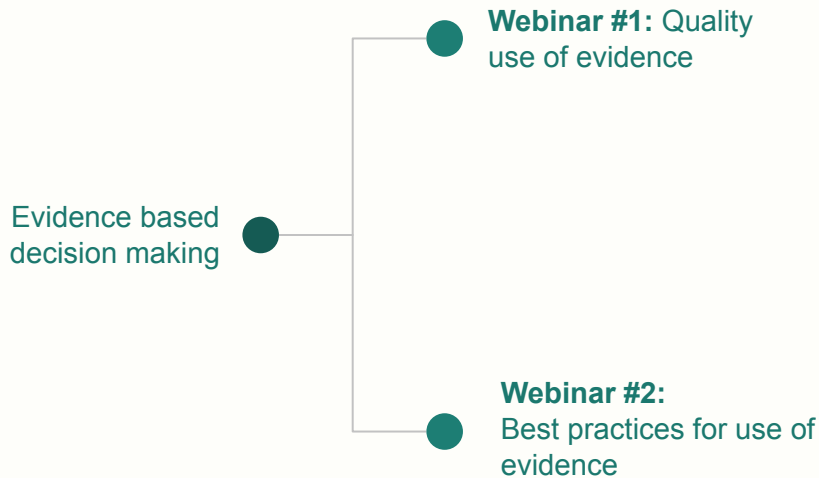 Webinar #1: Quality
use of evidence
Evidence based
decision making
Webinar #2:
Best practices for use of
evidence